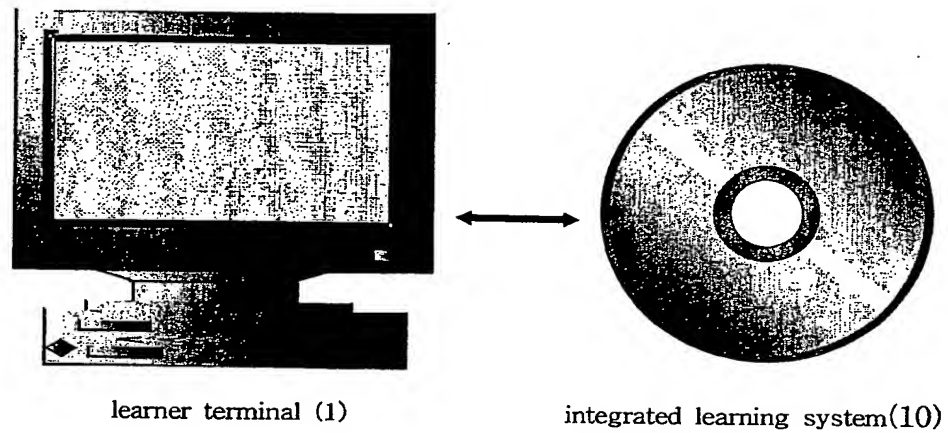 learner terminal (1)
integrated learning system(10)